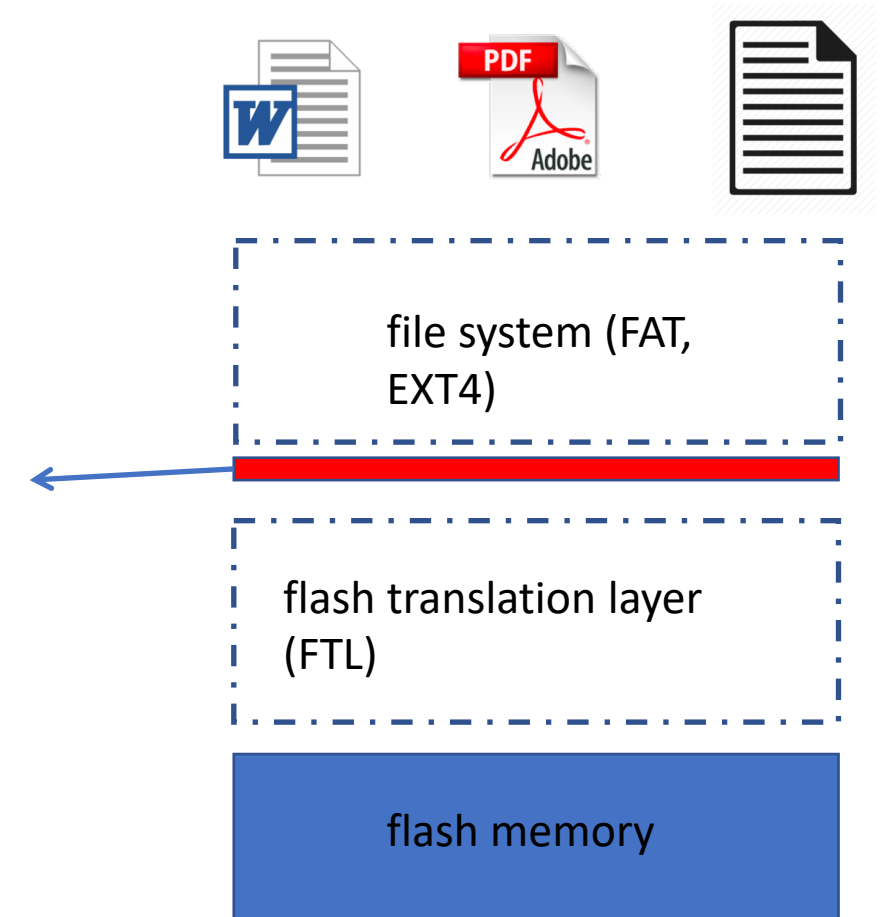 W
PDF
Adobe
file system (FAT,
EXT4)
flash translation layer
(FTL)
flash memory